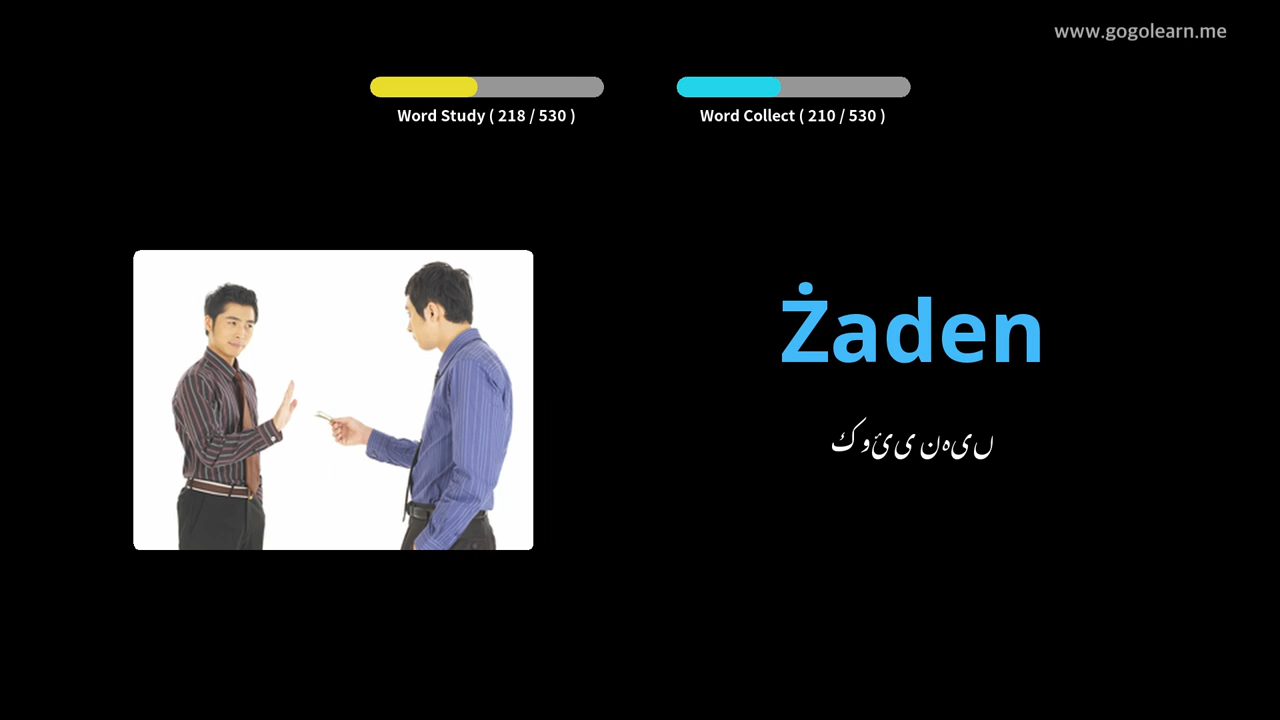 www.gogolearn.me
Word Study ( 218 / 530 )
Word Collect ( 210 / 530 )
Żaden
کوئی نہیں